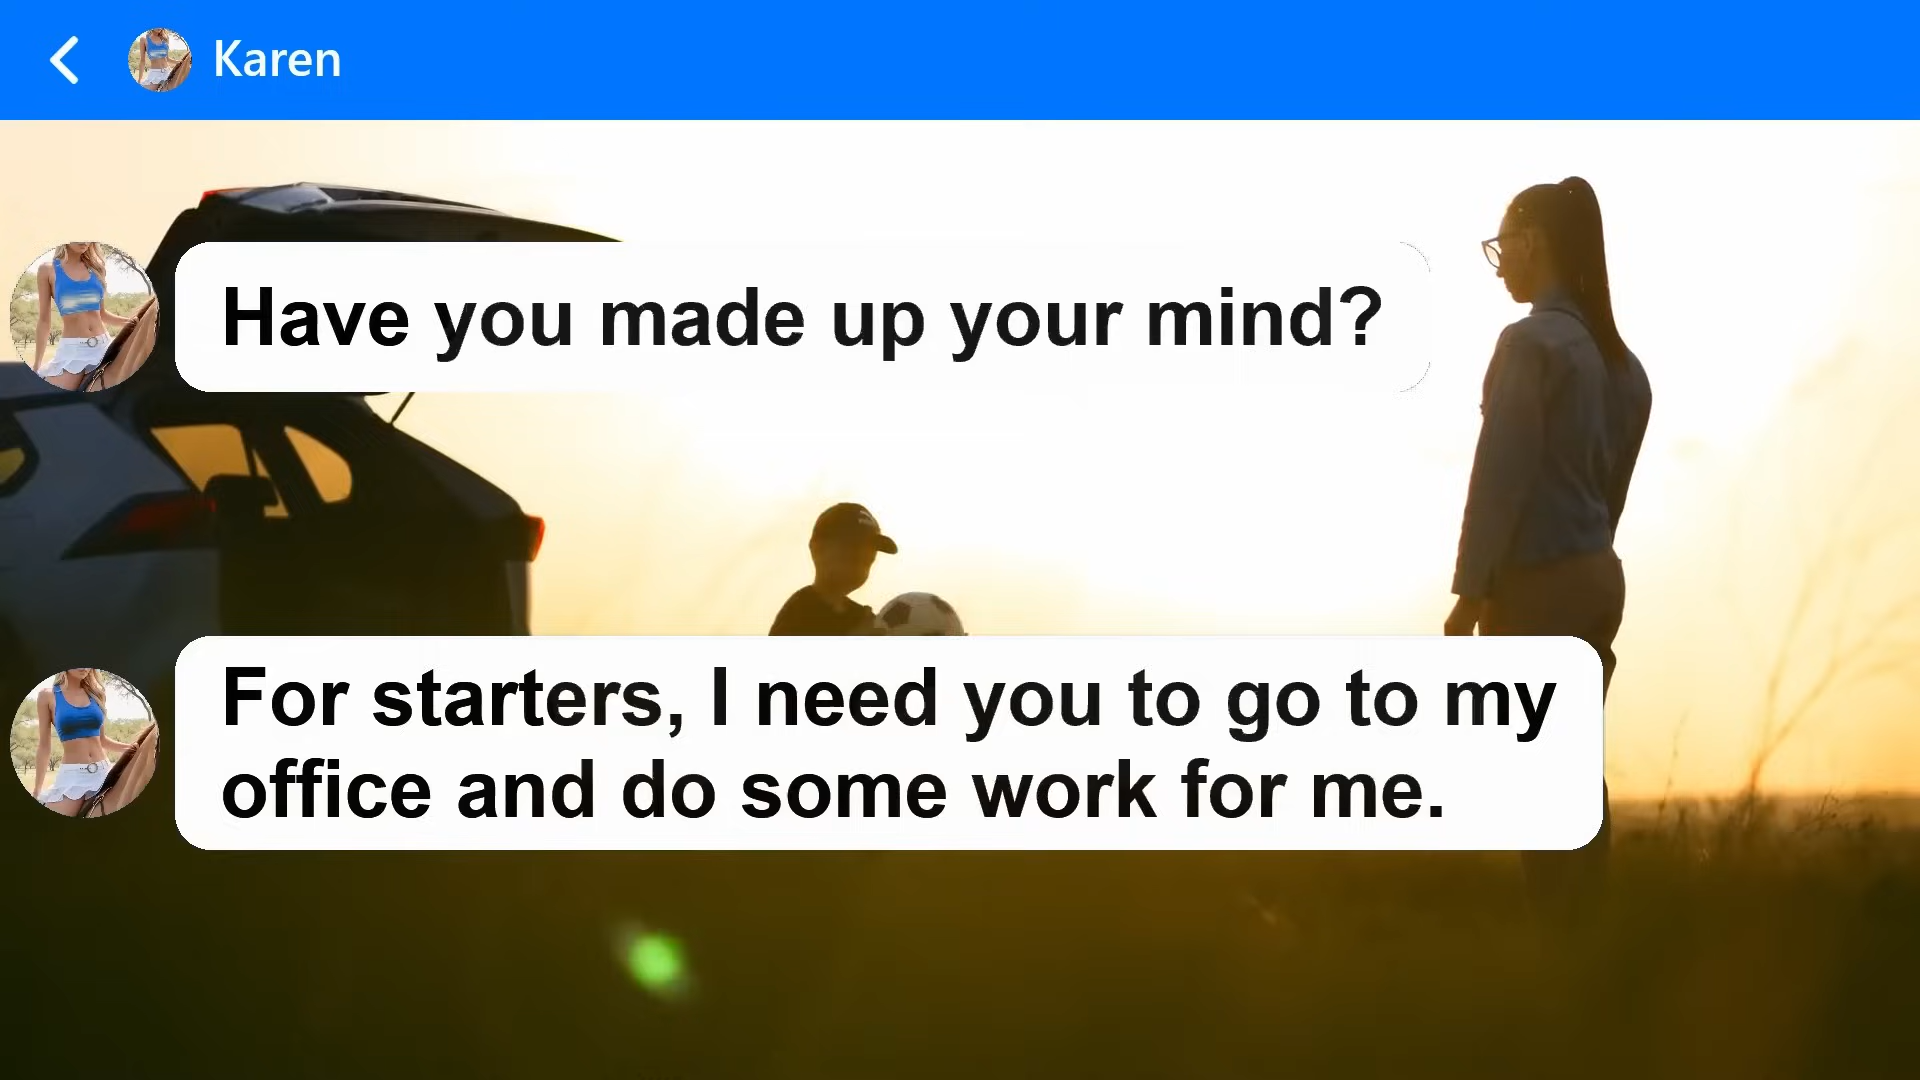 Karen
Have you made up your mind?
For starters, I need you to go to my
office and do some work for me.